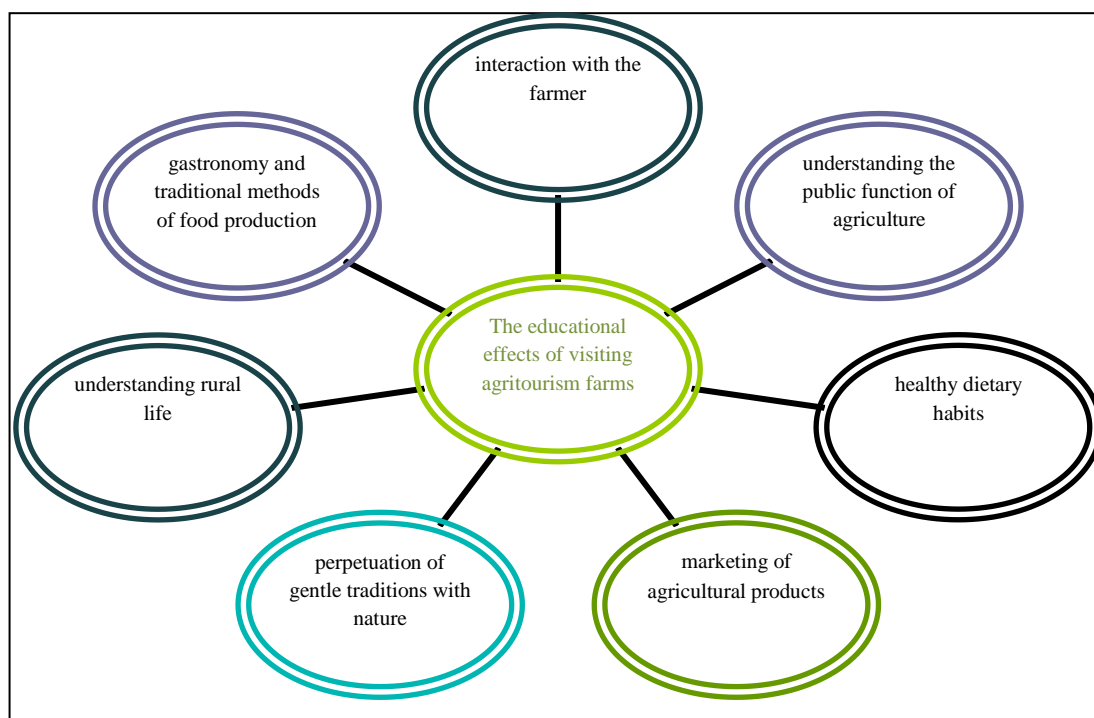 interaction with the
farmer
gastronomy and
traditional methods
of food production
understanding the
public function of
agriculture
The educational
effects of visiting
agritourism farms
understanding rural
life
healthy dietary
habits
perpetuation of
gentle traditions with
nature
marketing of
agricultural products